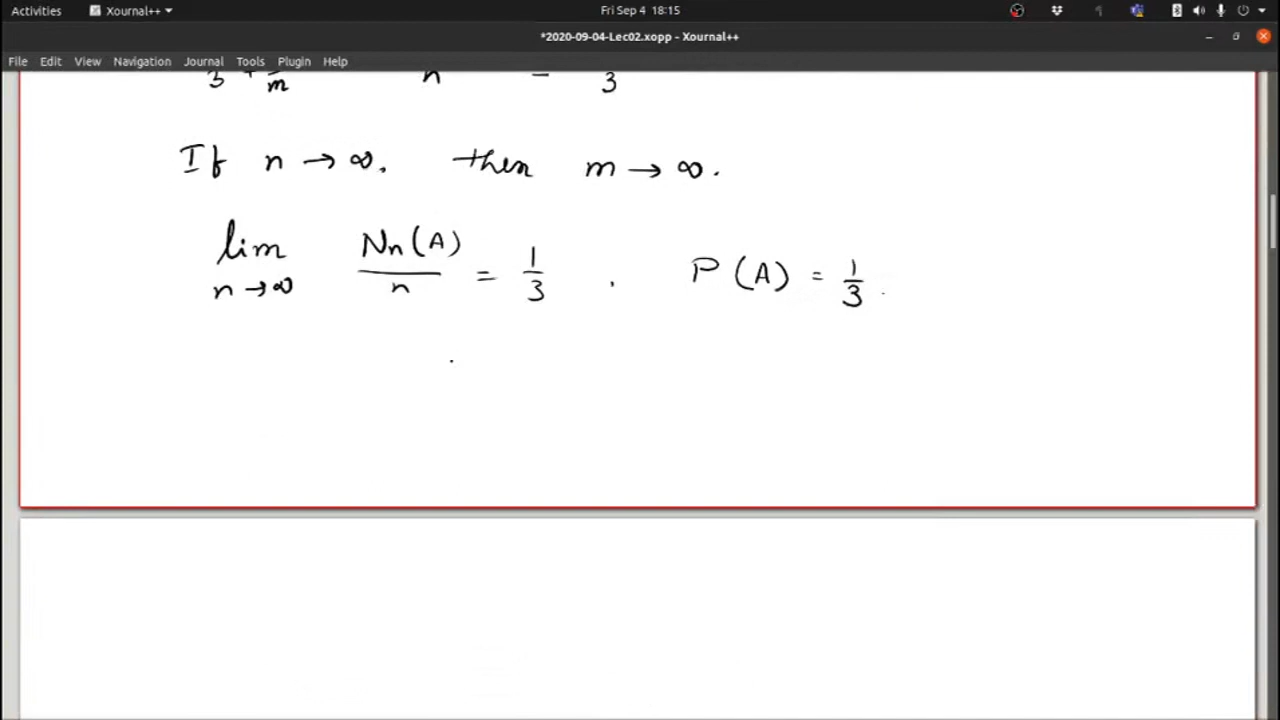 Activities Xournal++ Fri Sep 4 18:15
*2020-09-04-Lec02.xopp - Xournal++
File Edit View Navigation Journal Tools Plugin Help
3 + m n 3
If n → ∞, then m → ∞.
lim n→∞ Nn(A)/n = 1/3 . P(A) = 1/3.